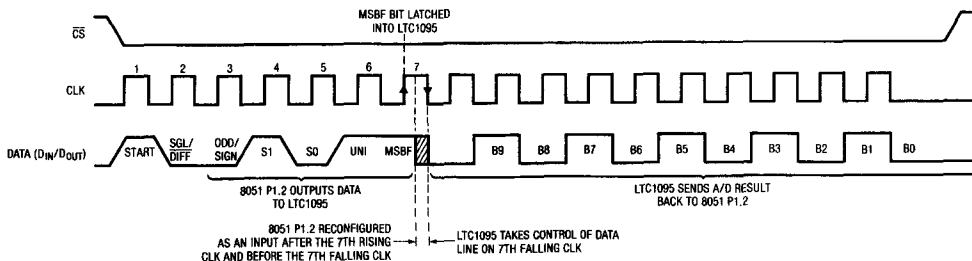 MSBF BIT LATCHED
INTO LTC1095
CS
1 2 3 4 5 6 7
CLK
DATA (DIN/DOUT)
START SGL/ DIFF ODD/ SIGN S1 S0 UNI MSBF B9 B8 B7 B6 B5 B4 B3 B2 B1 B0
8051 P1.2 OUTPUTS DATA
TO LTC1095
LTC1095 SENDS A/D RESULT
BACK TO 8051 P1.2
8051 P1.2 RECONFIGURED
AS AN INPUT AFTER THE 7TH RISING
CLK AND BEFORE THE 7TH FALLING CLK
LTC1095 TAKES CONTROL OF DATA
LINE ON 7TH FALLING CLK